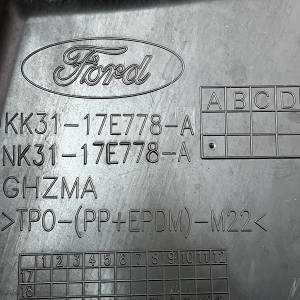 Ford
KK31-17E778-A
NK31-17E778-A
GHZMA
>TPO-(PP+EPDM)-M22<
A B C D
1 2 3 4 5 6 7 8 9 10 11 12
17
18